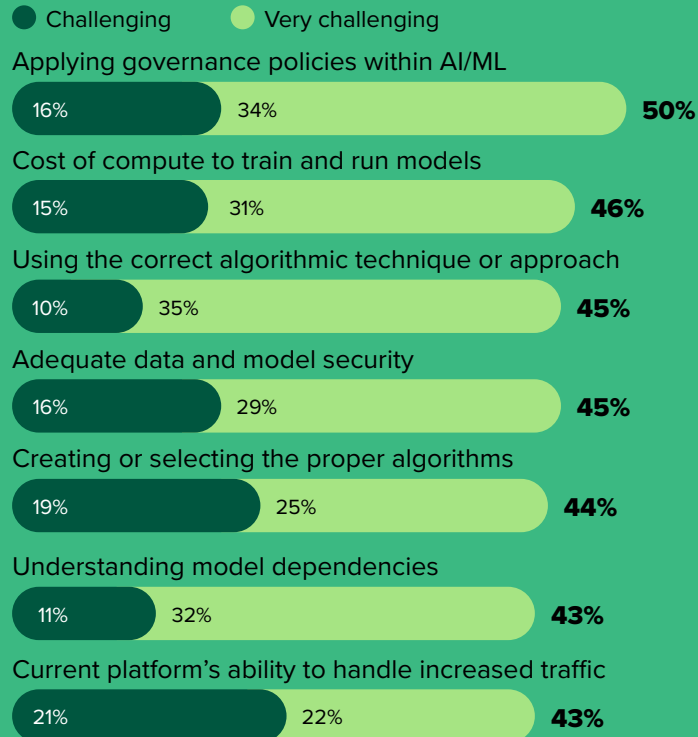 Challenging Very challenging
Applying governance policies within AI/ML
16% 34% 50%
Cost of compute to train and run models
15% 31% 46%
Using the correct algorithmic technique or approach
10% 35% 45%
Adequate data and model security
16% 29% 45%
Creating or selecting the proper algorithms
19% 25% 44%
Understanding model dependencies
11% 32% 43%
Current platform’s ability to handle increased traffic
21% 22% 43%